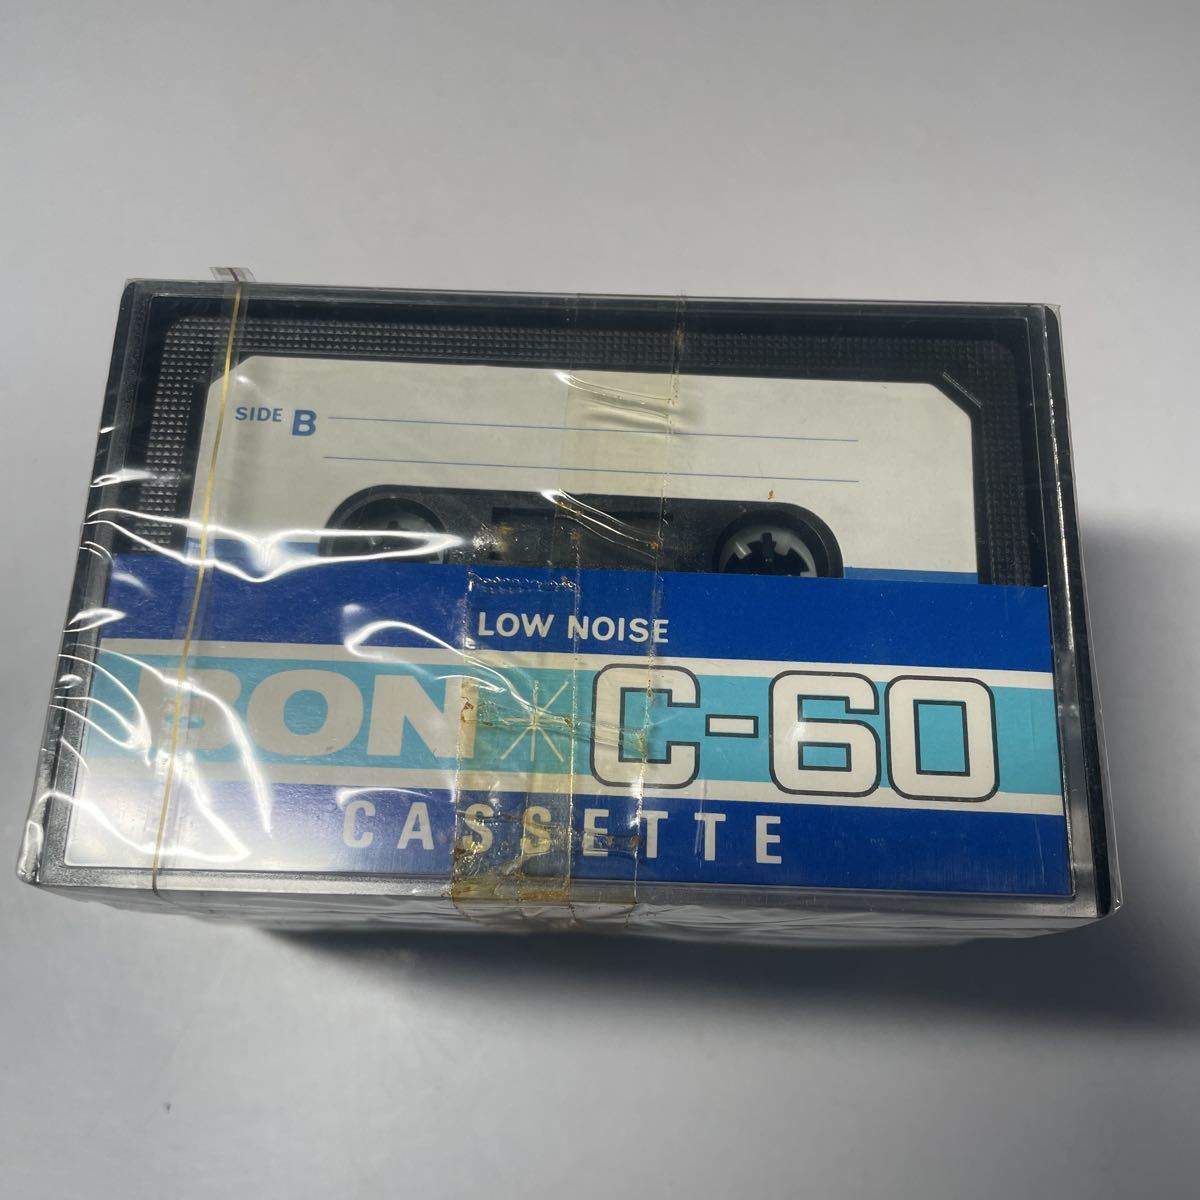 SIDE B
LOW NOISE
BON C-60
CASSETTE